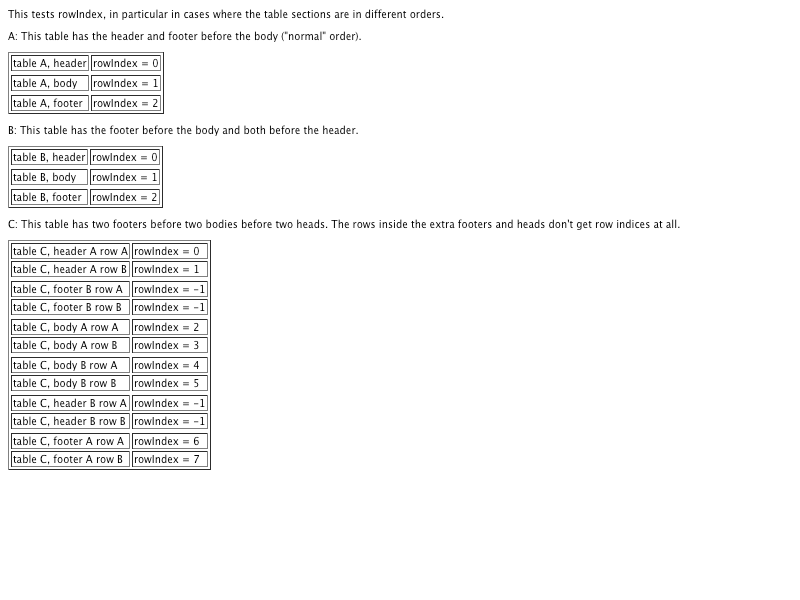 This tests rowIndex, in particular in cases where the table sections are in different orders.
A: This table has the header and footer before the body ("normal" order).
table A, header rowIndex = 0
table A, body rowIndex = 1
table A, footer rowIndex = 2
B: This table has the footer before the body and both before the header.
table B, header rowIndex = 0
table B, body rowIndex = 1
table B, footer rowIndex = 2
C: This table has two footers before two bodies before two heads. The rows inside the extra footers and heads don't get row indices at all.
table C, header A row A rowIndex = 0
table C, header A row B rowIndex = 1
table C, footer B row A rowIndex = -1
table C, footer B row B rowIndex = -1
table C, body A row A rowIndex = 2
table C, body A row B rowIndex = 3
table C, body B row A rowIndex = 4
table C, body B row B rowIndex = 5
table C, header B row A rowIndex = -1
table C, header B row B rowIndex = -1
table C, footer A row A rowIndex = 6
table C, footer A row B rowIndex = 7